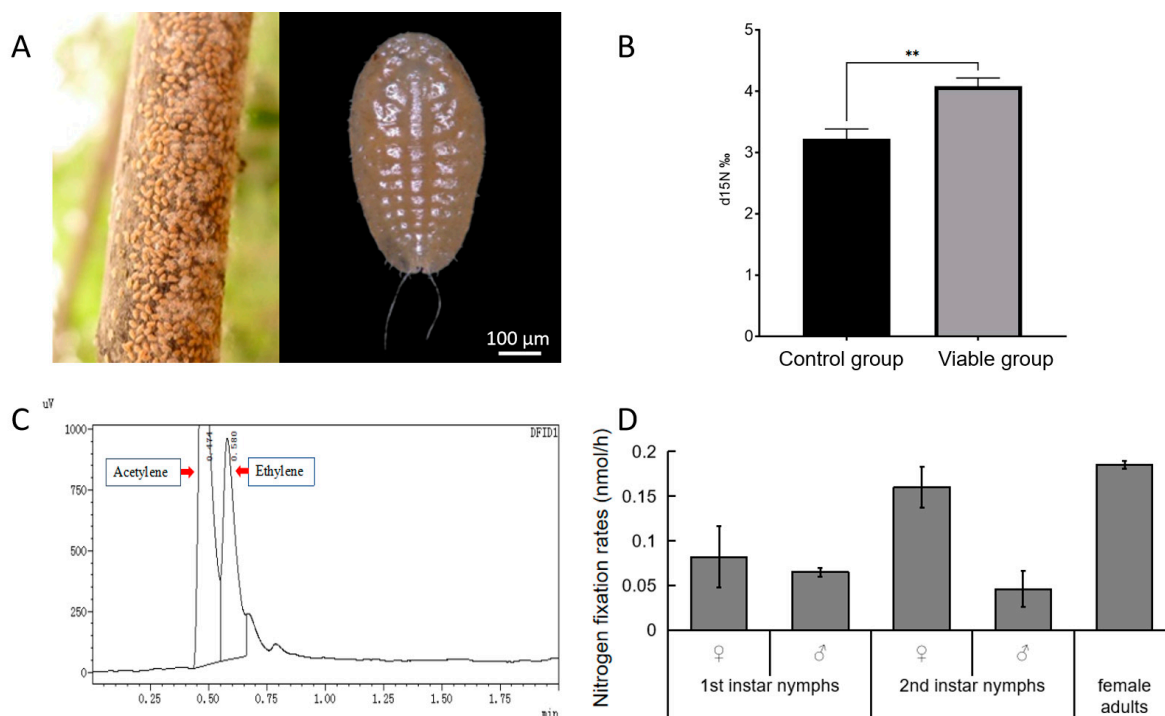 A
100 µm
B
**
5
4
3
2
1
0
d15N ‰
Control group
Viable group
C
uV
DFID1
1000
750
500
250
0
0.474
0.580
Acetylene
Ethylene
0.25
0.50
0.75
1.00
1.25
1.50
1.75
min
D
Nitrogen fixation rates (nmol/h)
0.2
0.15
0.1
0.05
0
♀
♂
♀
♂
1st instar nymphs
2nd instar nymphs
female
adults